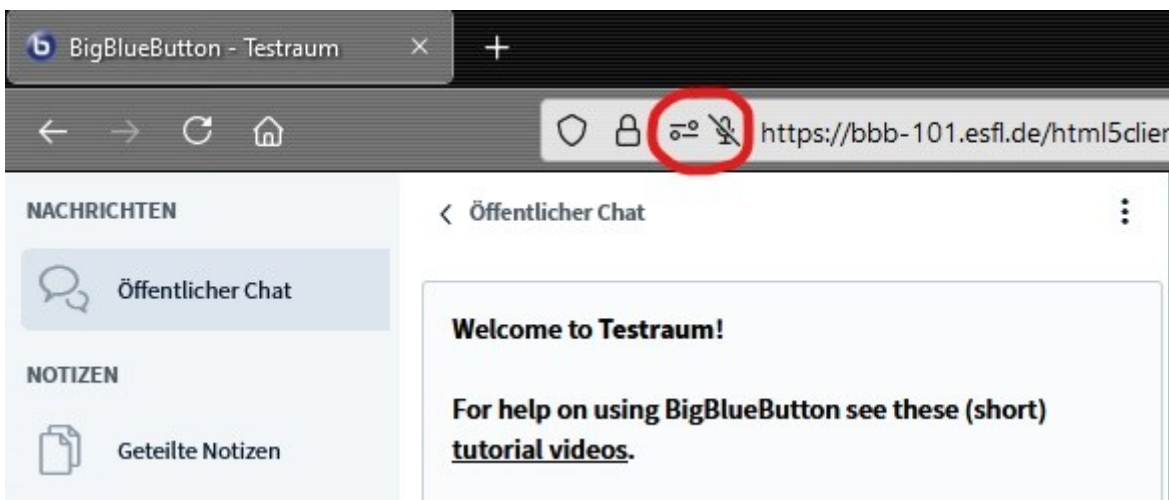 BigBlueButton - Testraum
https://bbb-101.esfl.de/html5clier
NACHRICHTEN
Öffentlicher Chat
NOTIZEN
Geteilte Notizen
Öffentlicher Chat
Welcome to Testraum!
For help on using BigBlueButton see these (short)
tutorial videos.